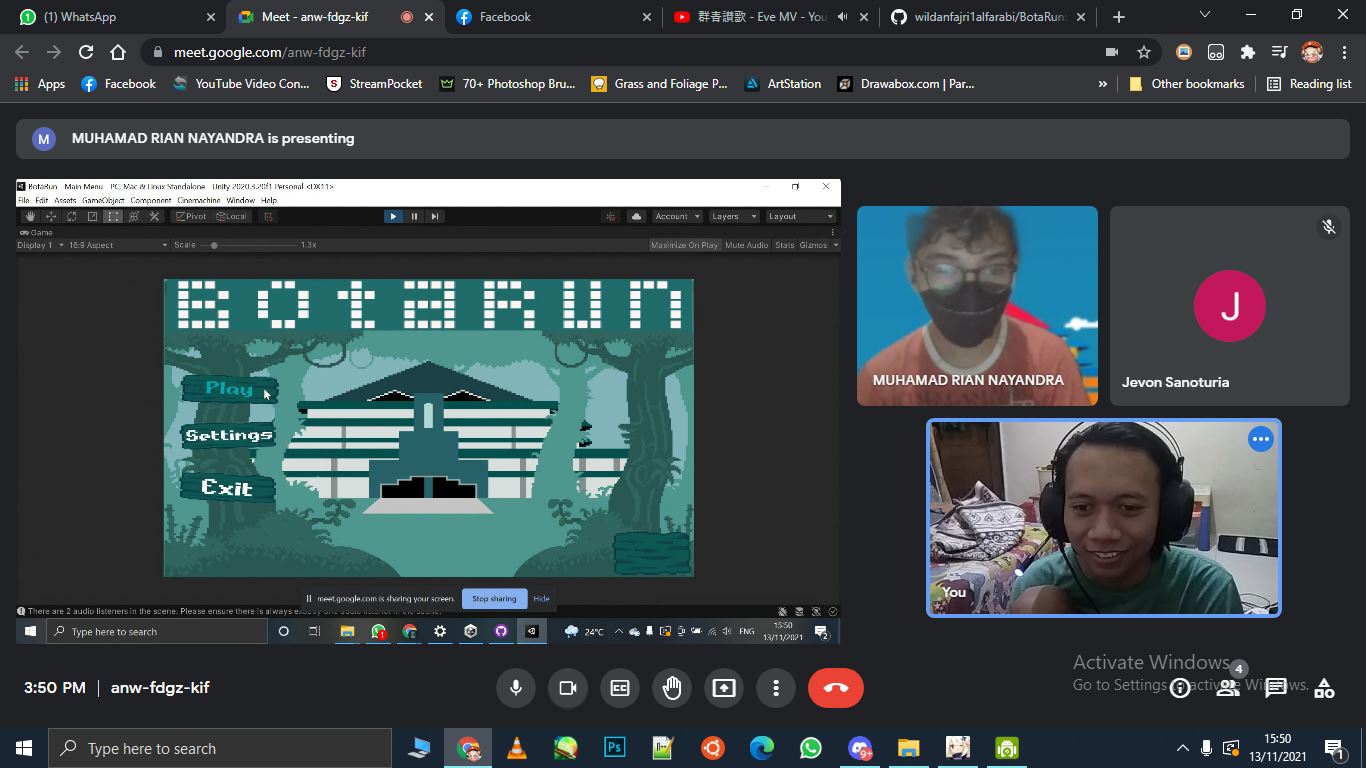 (1) WhatsApp
Meet - anw-fdgz-kif
Facebook
群青讃歌 - Eve MV - You
wildanfajri1alfarabi/BotaRun:
meet.google.com/anw-fdgz-kif
Apps
Facebook
YouTube Video Con...
StreamPocket
70+ Photoshop Bru...
Grass and Foliage P...
ArtStation
Drawabox.com | Par...
»
Other bookmarks
Reading list
M
MUHAMAD RIAN NAYANDRA is presenting
BotaRun - Main Menu - PC, Mac & Linux Standalone - Unity 2020.3.20f1 Personal <DX11>
File Edit Assets GameObject Component Cinemachine Window Help
Pivot
Local
Account
Layers
Layout
Game
Display 1
16:9 Aspect
Scale
1.3x
Maximize On Play
Mute Audio
Stats
Gizmos
BOtaRUn
Play
Settings
Exit
meet.google.com is sharing your screen.
Stop sharing
Hide
There are 2 audio listeners in the scene. Please ensure there is always
Type here to search
24°C
ENG
15:50
13/11/2021
2
MUHAMAD RIAN NAYANDRA
J
Jevon Sanoturia
You
3:50 PM | anw-fdgz-kif
4
Activate Windows
Go to Settings to activate Windows.
Type here to search
Ps
9+
15:50
13/11/2021
1